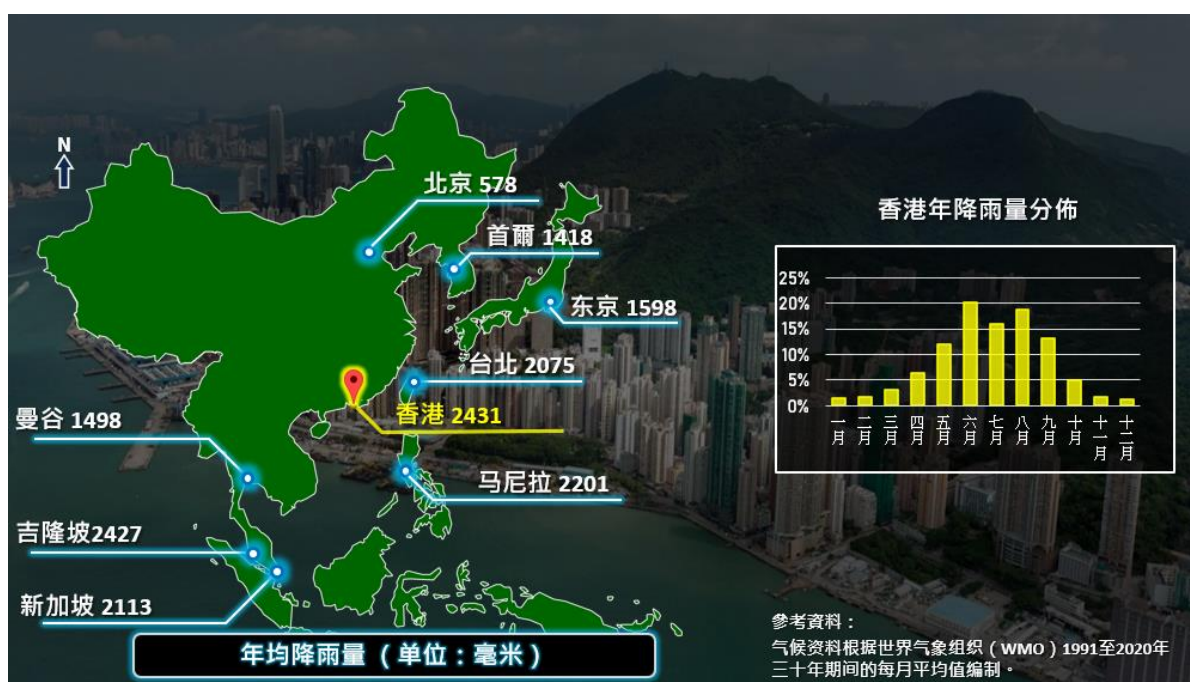 N
北京 578
首爾 1418
东京 1598
台北 2075
香港 2431
曼谷 1498
马尼拉 2201
吉隆坡2427
新加坡 2113
年均降雨量（单位：毫米）
香港年降雨量分佈
25%
20%
15%
10%
5%
0%
一月 二月 三月 四月 五月 六月 七月 八月 九月 十月 十一月 十二月
參考資料：
气候资料根据世界气象组织（WMO）1991至2020年
三十年期间的每月平均值编制。